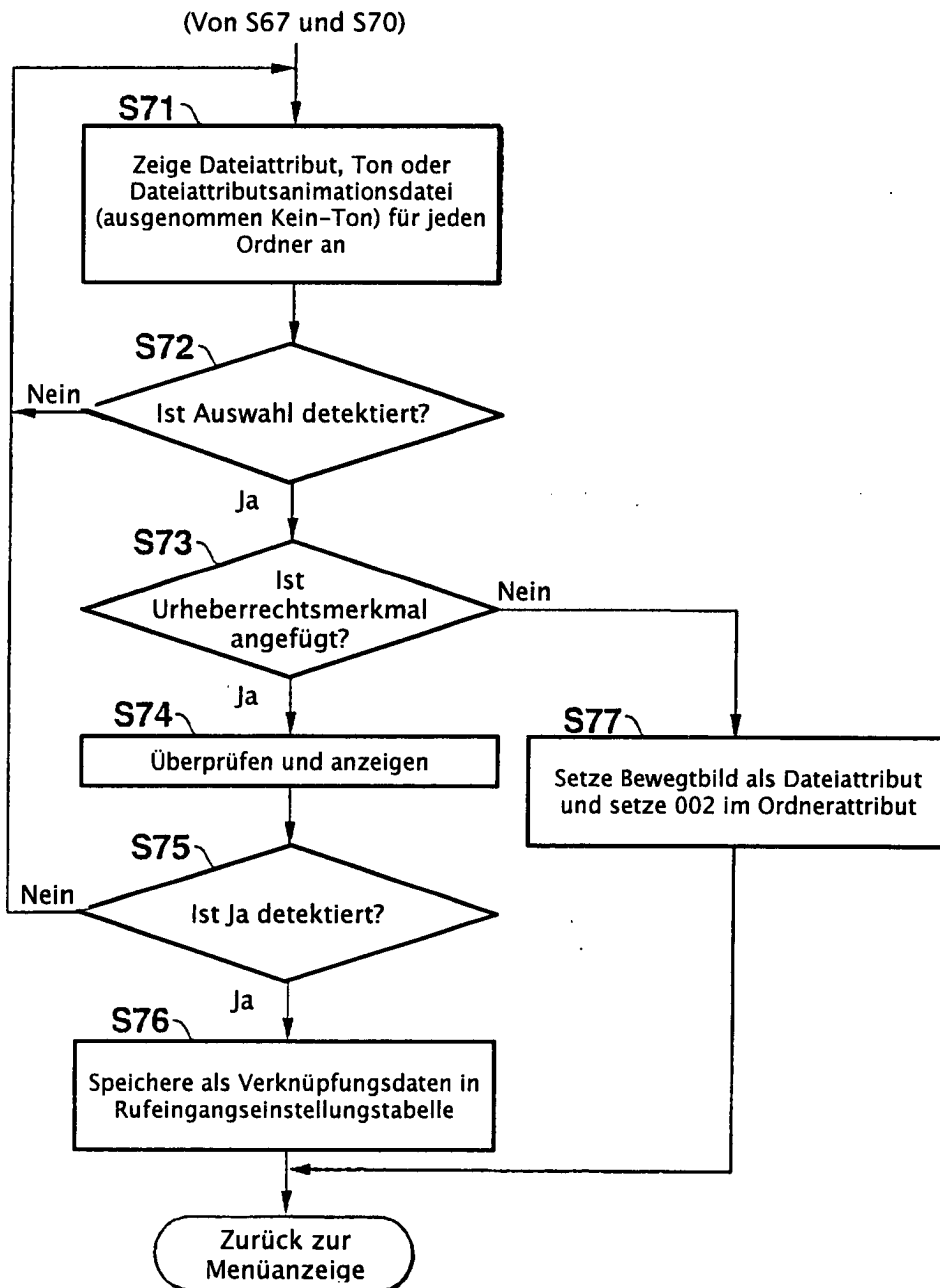 (Von S67 und S70)
S71
Zeige Dateiattribut, Ton oder
Dateiattributsanimationsdatei
(ausgenommen Kein-Ton) für jeden
Ordner an
S72
Nein
Ist Auswahl detektiert?
Ja
S73
Ist
Urheberrechtsmerkmal
angefügt?
Nein
Ja
S74
Überprüfen und anzeigen
S77
Setze Bewegtbild als Dateiattribut
und setze 002 im Ordnerattribut
S75
Nein
Ist Ja detektiert?
Ja
S76
Speichere als Verknüpfungsdaten in
Rufeingangseinstellungstabelle
Zurück zur
Menüanzeige